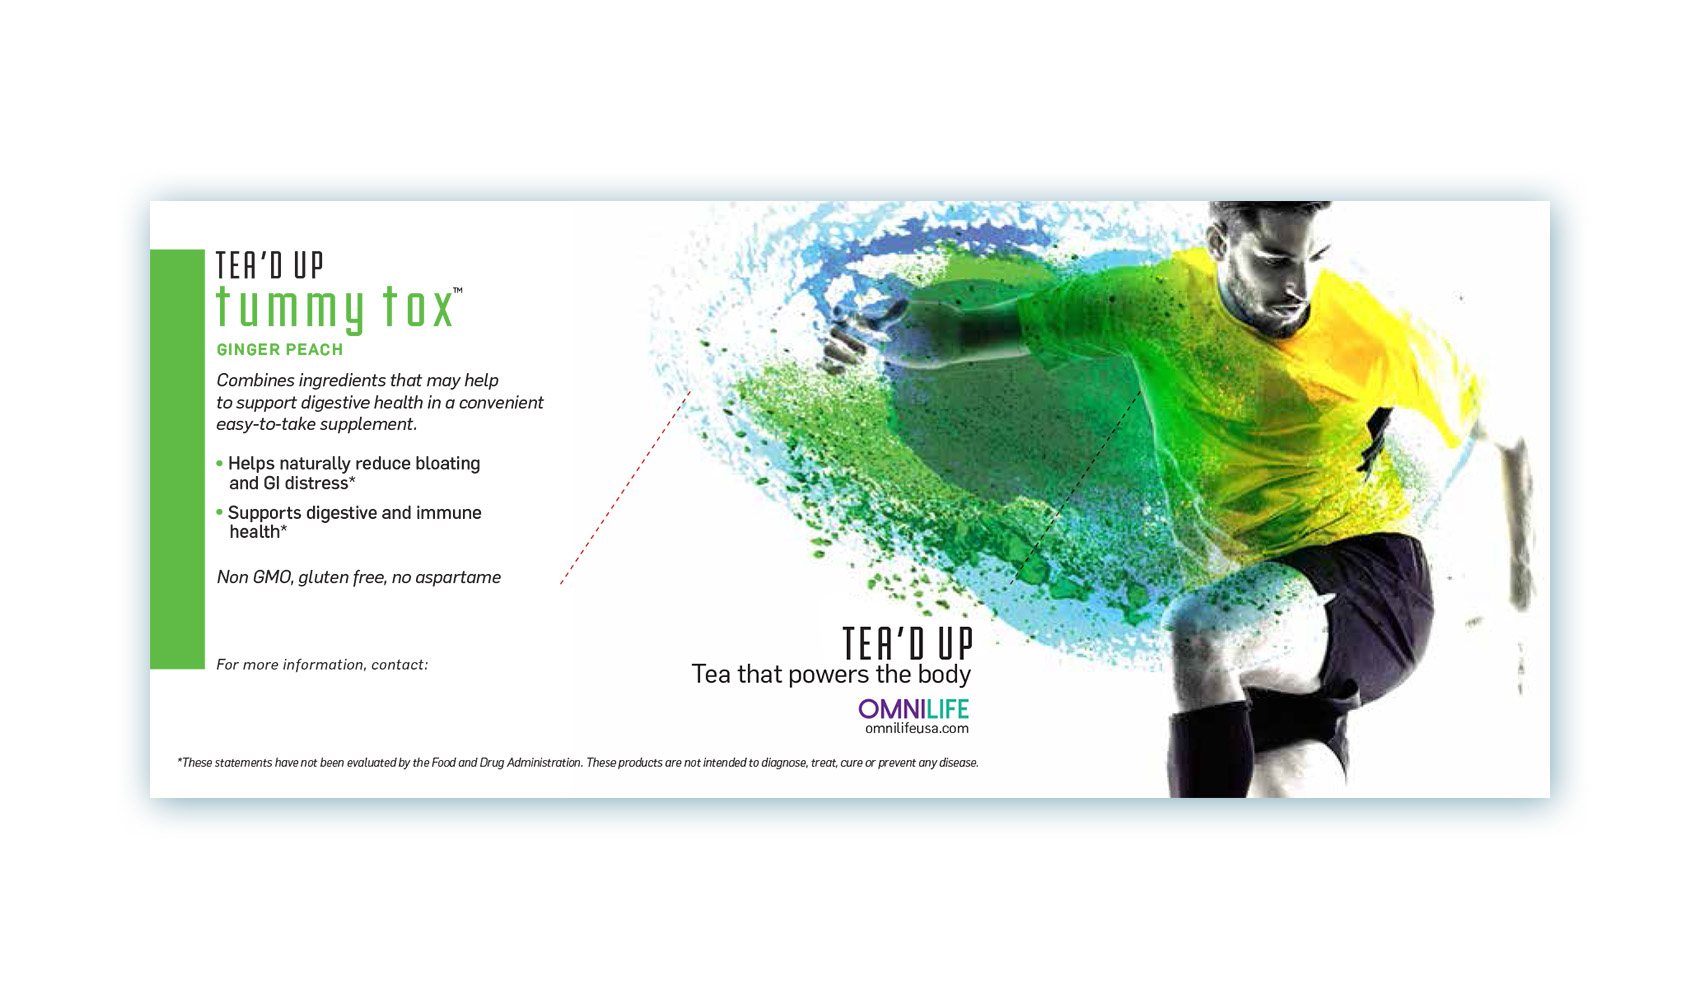 TEA'D UP
tummy tox™
GINGER PEACH
Combines ingredients that may help
to support digestive health in a convenient
easy-to-take supplement.
• Helps naturally reduce bloating
and GI distress*
• Supports digestive and immune
health*
Non GMO, gluten free, no aspartame
For more information, contact:
TEA'D UP
Tea that powers the body
OMNILIFE
omnilifeusa.com
*These statements have not been evaluated by the Food and Drug Administration. These products are not intended to diagnose, treat, cure or prevent any disease.